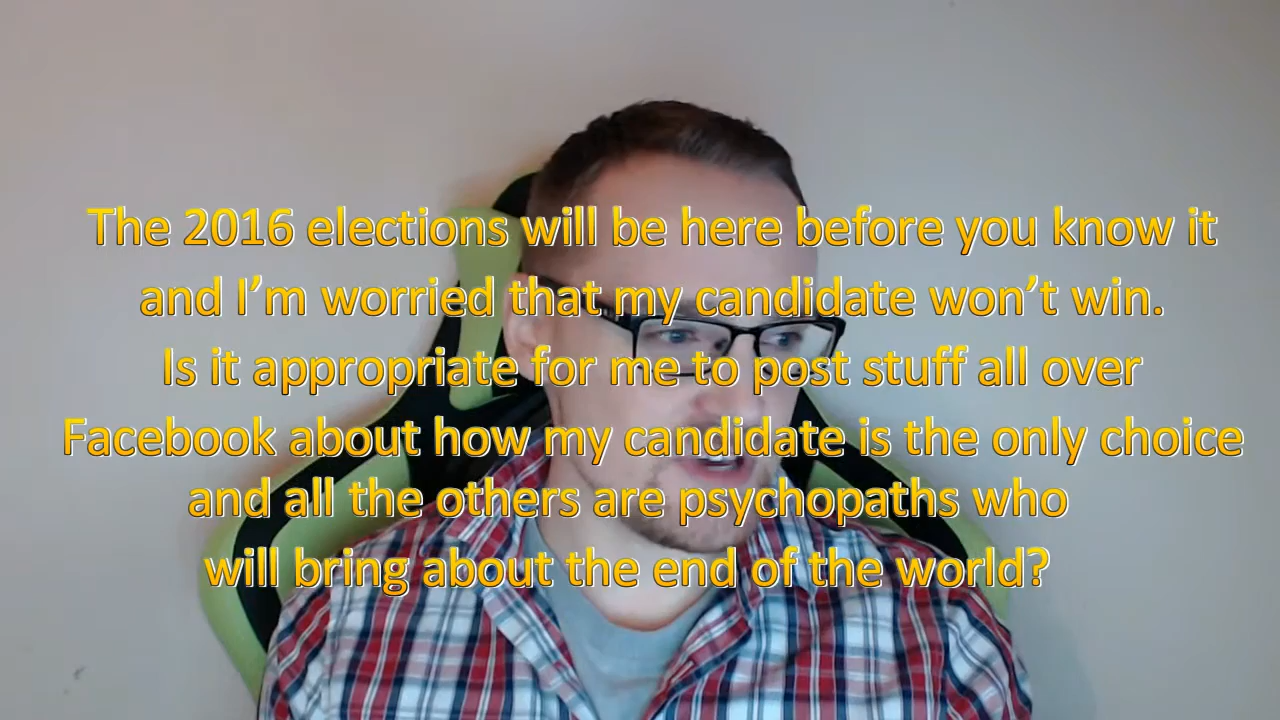 The 2016 elections will be here before you know it
and I’m worried that my candidate won’t win.
Is it appropriate for me to post stuff all over
Facebook about how my candidate is the only choice
and all the others are psychopaths who
will bring about the end of the world?